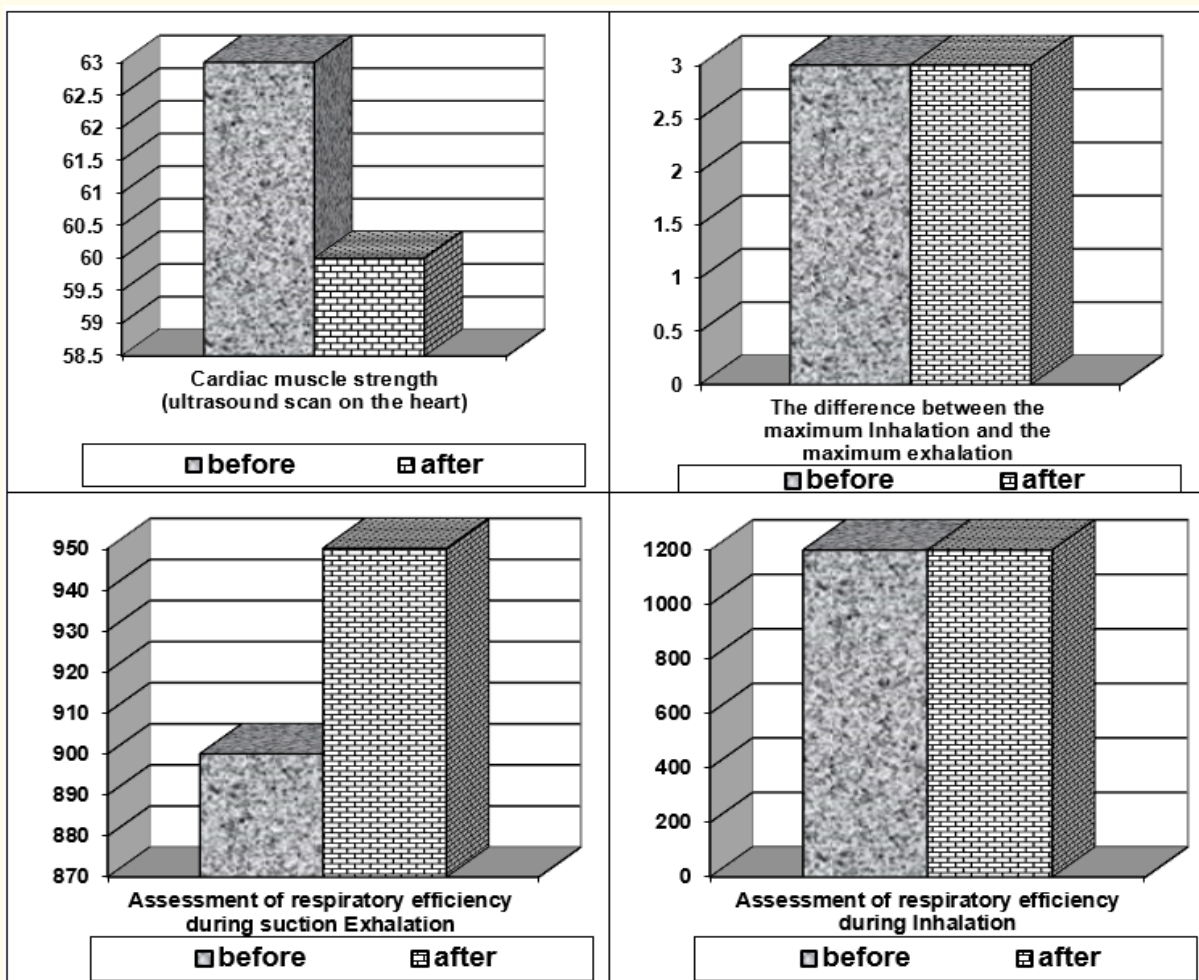 63
62.5
62
61.5
61
60.5
60
59.5
59
58.5
Cardiac muscle strength
(ultrasound scan on the heart)
before after
3
2.5
2
1.5
1
0.5
0
The difference between the
maximum Inhalation and the
maximum exhalation
before after
950
940
930
920
910
900
890
880
870
Assessment of respiratory efficiency
during suction Exhalation
before after
1200
1000
800
600
400
200
0
Assessment of respiratory efficiency
during Inhalation
before after